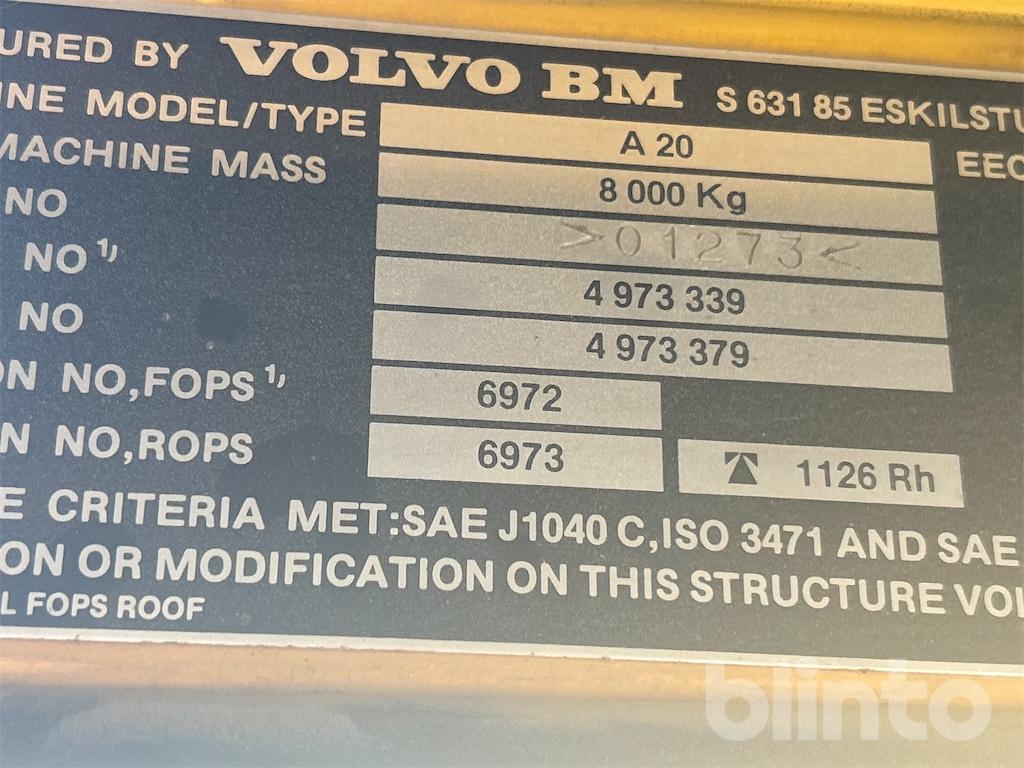 URED BY VOLVO BM S 631 85 ESKILSTU
INE MODEL/TYPE A 20 EEC
MACHINE MASS 8 000 Kg
NO >01273<
NO 1) 4 973 339
NO 4 973 379
ON NO,FOPS 1) 6972
N NO,ROPS 6973 1126 Rh
E CRITERIA MET:SAE J1040 C,ISO 3471 AND SAE
ON OR MODIFICATION ON THIS STRUCTURE VOL
L FOPS ROOF
blinto